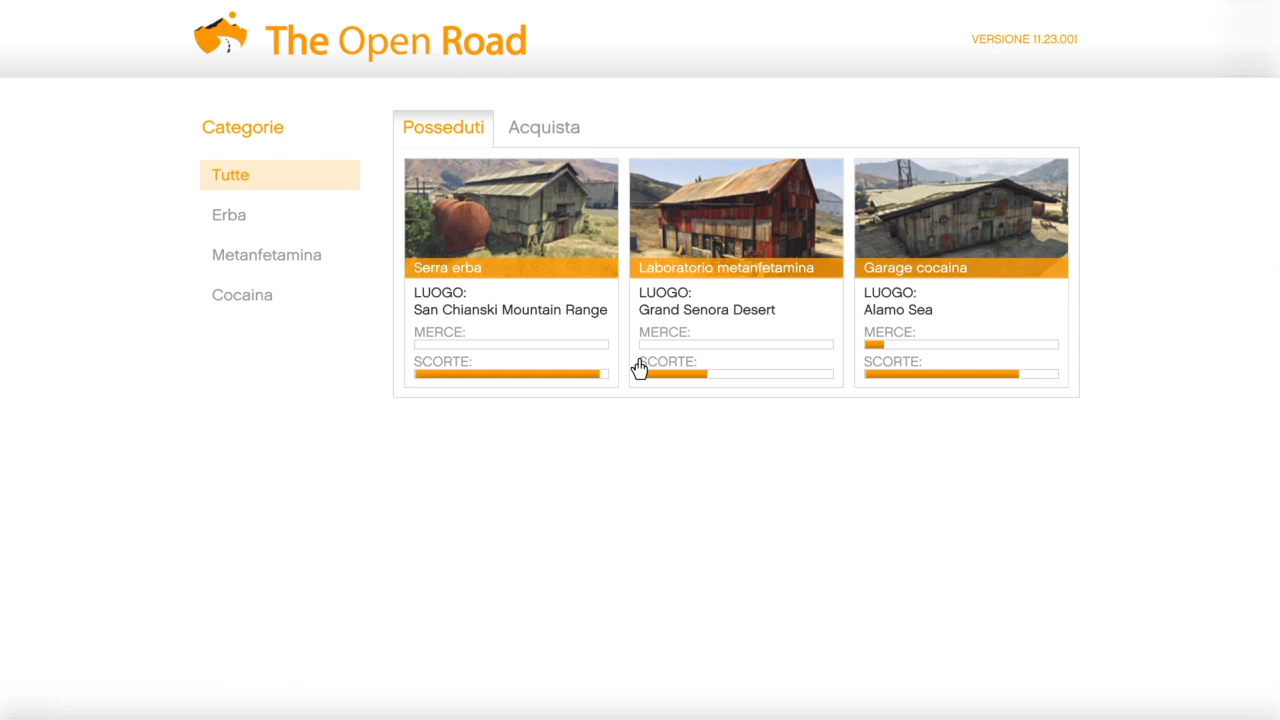 The Open Road
VERSIONE 11.23.001
Categorie
Tutte
Erba
Metanfetamina
Cocaina
Posseduti
Acquista
Serra erba
LUOGO:
San Chianski Mountain Range
MERCE:
SCORTE:
Laboratorio metanfetamina
LUOGO:
Grand Senora Desert
MERCE:
SCORTE:
Garage cocaina
LUOGO:
Alamo Sea
MERCE:
SCORTE: